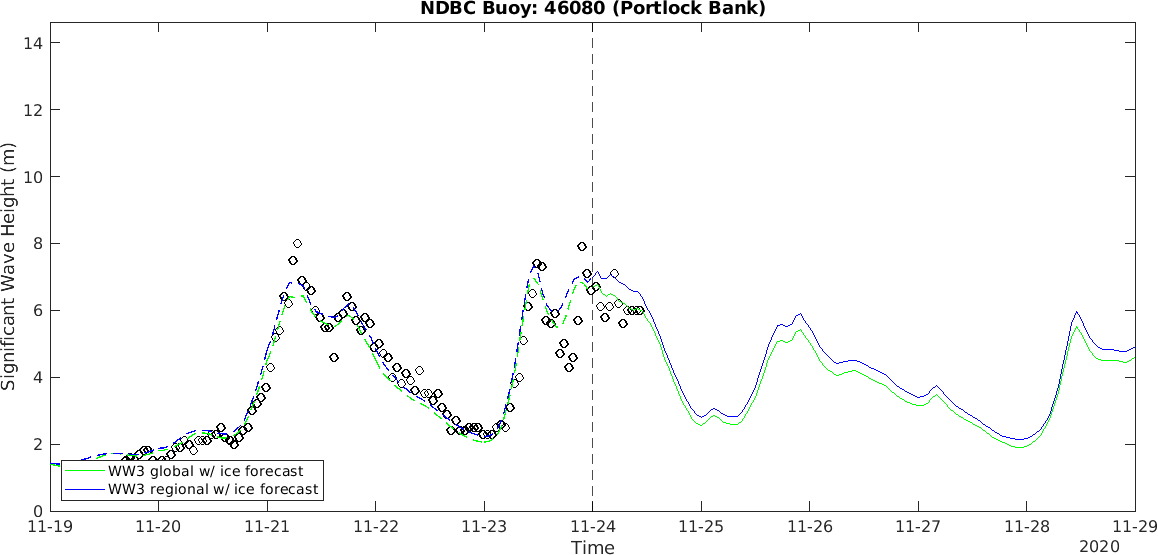 NDBC Buoy: 46080 (Portlock Bank)
Significant Wave Height (m)
14
12
10
8
6
4
2
0
WW3 global w/ ice forecast
WW3 regional w/ ice forecast
11-19 11-20 11-21 11-22 11-23 11-24 11-25 11-26 11-27 11-28 11-29
Time
2020